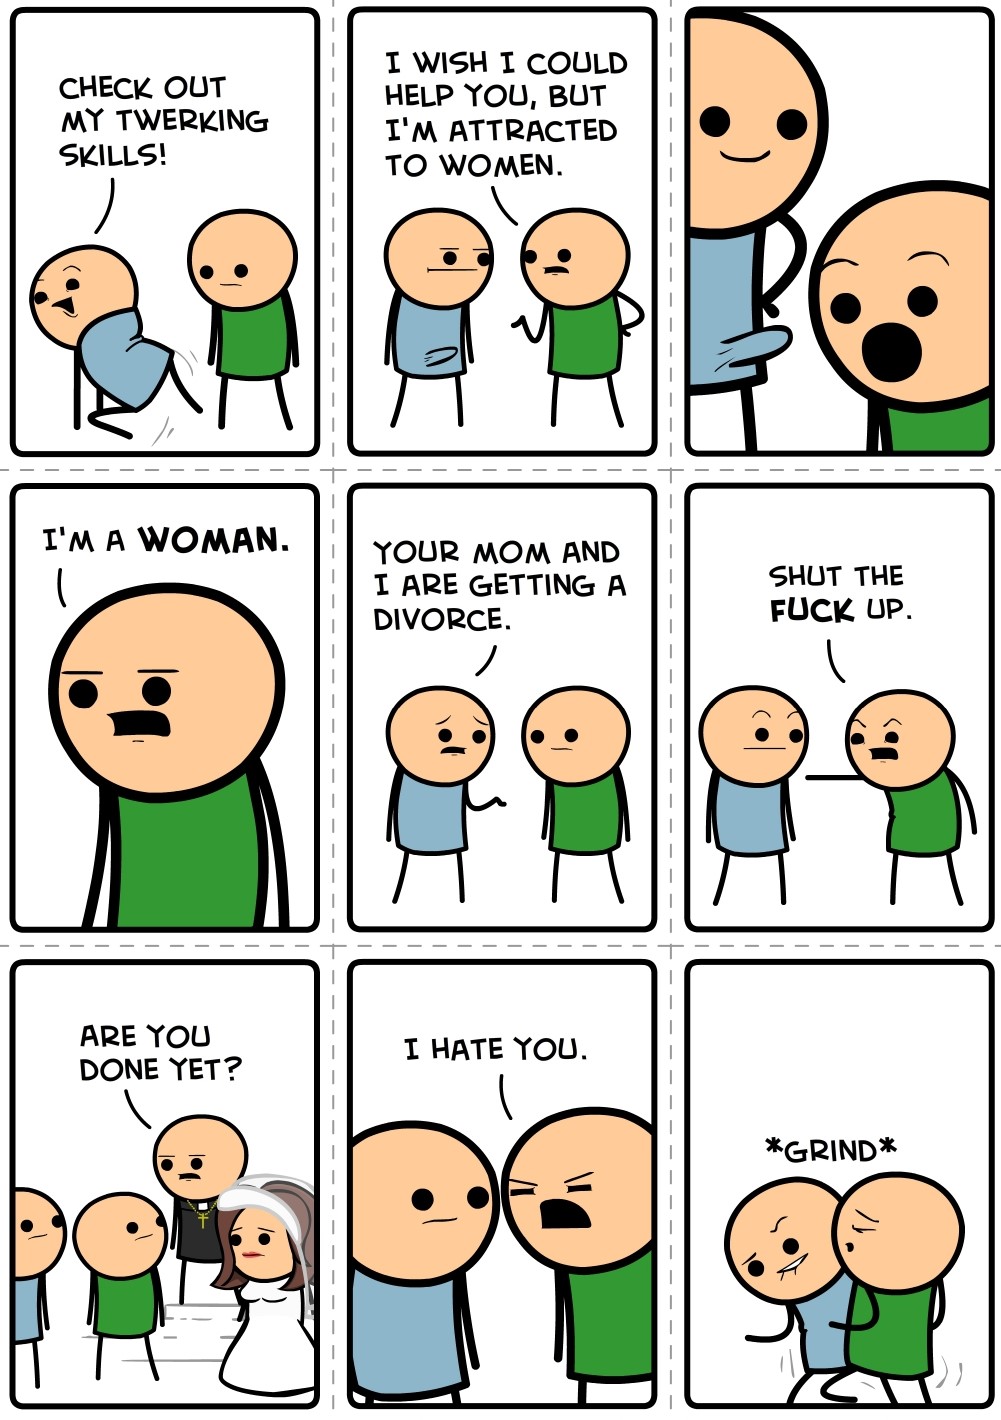 CHECK OUT
MY TWERKING
SKILLS!
I WISH I COULD
HELP YOU, BUT
I'M ATTRACTED
TO WOMEN.
I'M A WOMAN.
YOUR MOM AND
I ARE GETTING A
DIVORCE.
SHUT THE
FUCK UP.
ARE YOU
DONE YET?
I HATE YOU.
*GRIND*